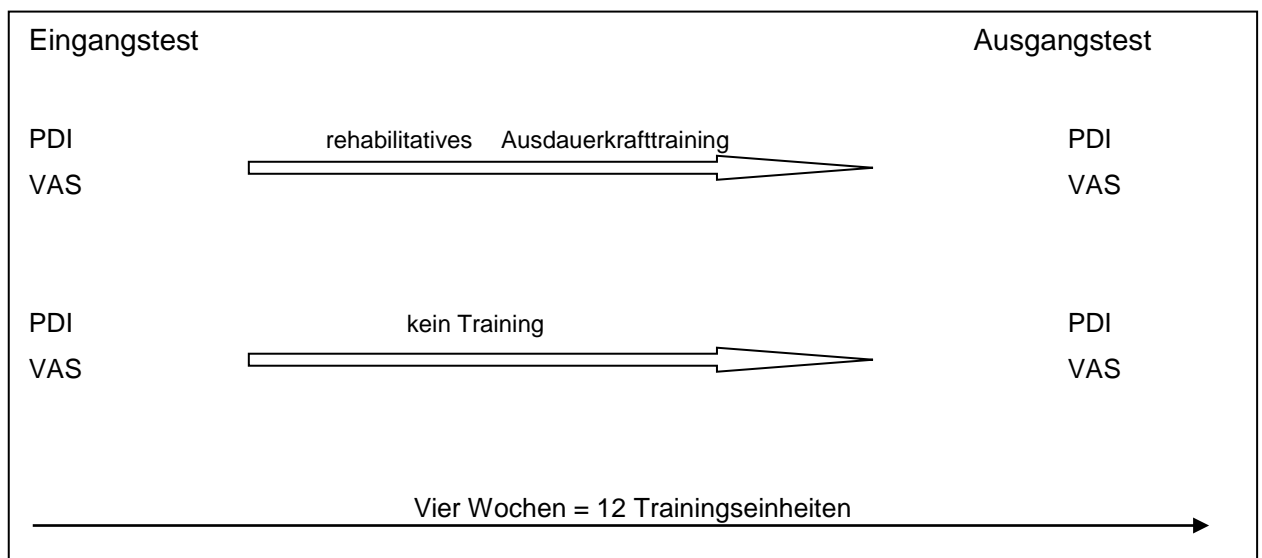 Eingangstest Ausgangstest
PDI rehabilitatives Ausdauerkrafttraining PDI
VAS VAS
PDI kein Training PDI
VAS VAS
Vier Wochen = 12 Trainingseinheiten